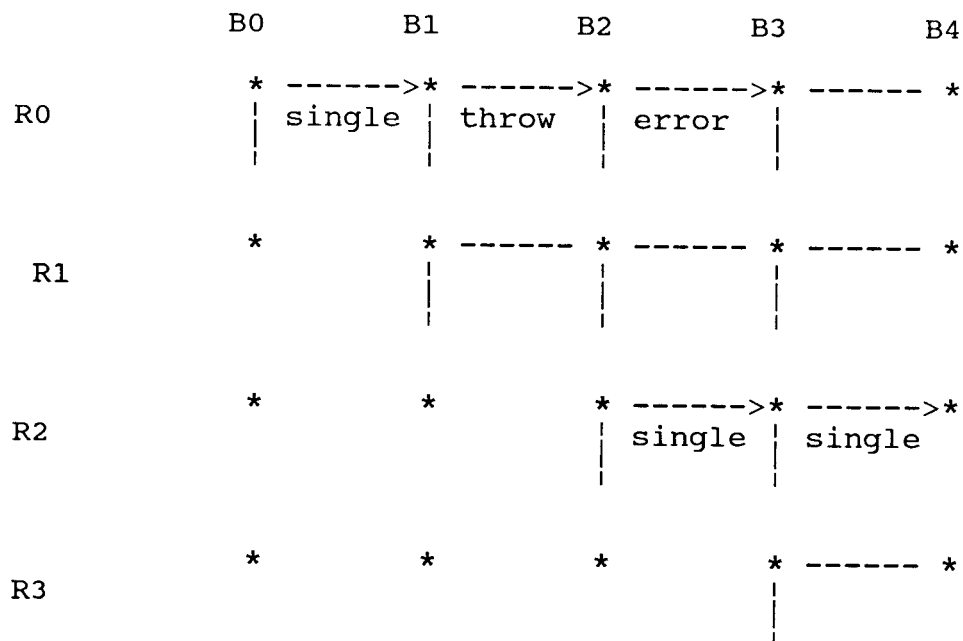 B0 B1 B2 B3 B4
* ------>* ------>* ------>* ------ *
R0 | single | throw | error |
* * ------ * ------ * ------ *
R1 | | |
* * * ------>* ------>*
R2 | single | single
* * * * ------ *
R3 |